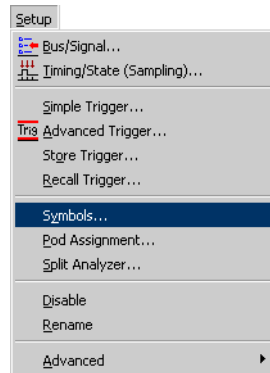 Setup
Bus/Signal...
Timing/State (Sampling)...
Simple Trigger...
Trig Advanced Trigger...
Store Trigger...
Recall Trigger...
Symbols...
Pod Assignment...
Split Analyzer...
Disable
Rename
Advanced